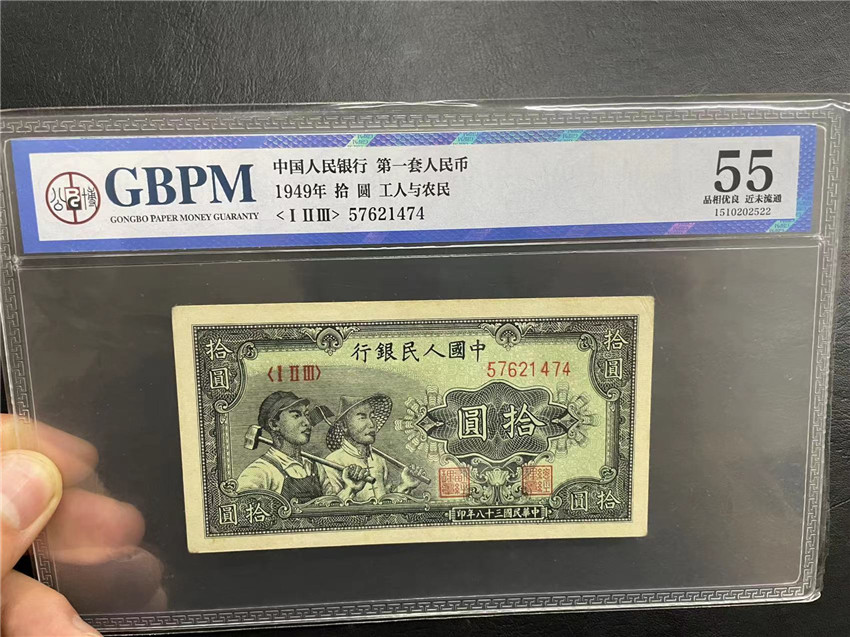 公 民 博
GBPM
GONGBO PAPER MONEY GUARANTY
中国人民银行 第一套人民币
1949年 拾 圆 工人与农民
<Ⅰ Ⅱ Ⅲ> 57621474
55
品相优良 近未流通
1510202522
行銀民人國中
拾圓
拾圓
〈Ⅰ Ⅱ Ⅲ〉
57621474
圓拾
圓
拾
印年八十三國民華中
圓
拾